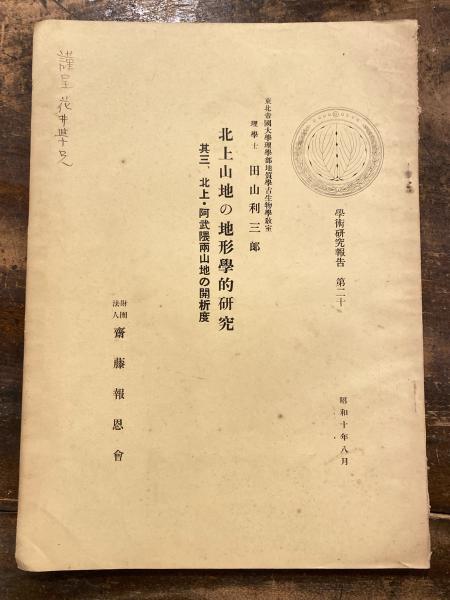 學術研究報告 第二十
昭和十年八月
東北帝國大學理學部地質學古生物學敎室
理學士 田山利三郎
北上山地の地形學的硏究
其三、北上・阿武隈兩山地の開析度
財團法人 齋藤報恩會
謹呈 花井學兄